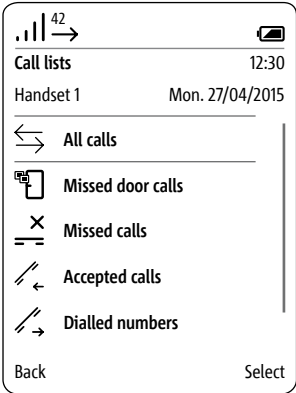 42
Call lists 12:30
Handset 1 Mon. 27/04/2015
All calls
Missed door calls
Missed calls
Accepted calls
Dialled numbers
Back Select